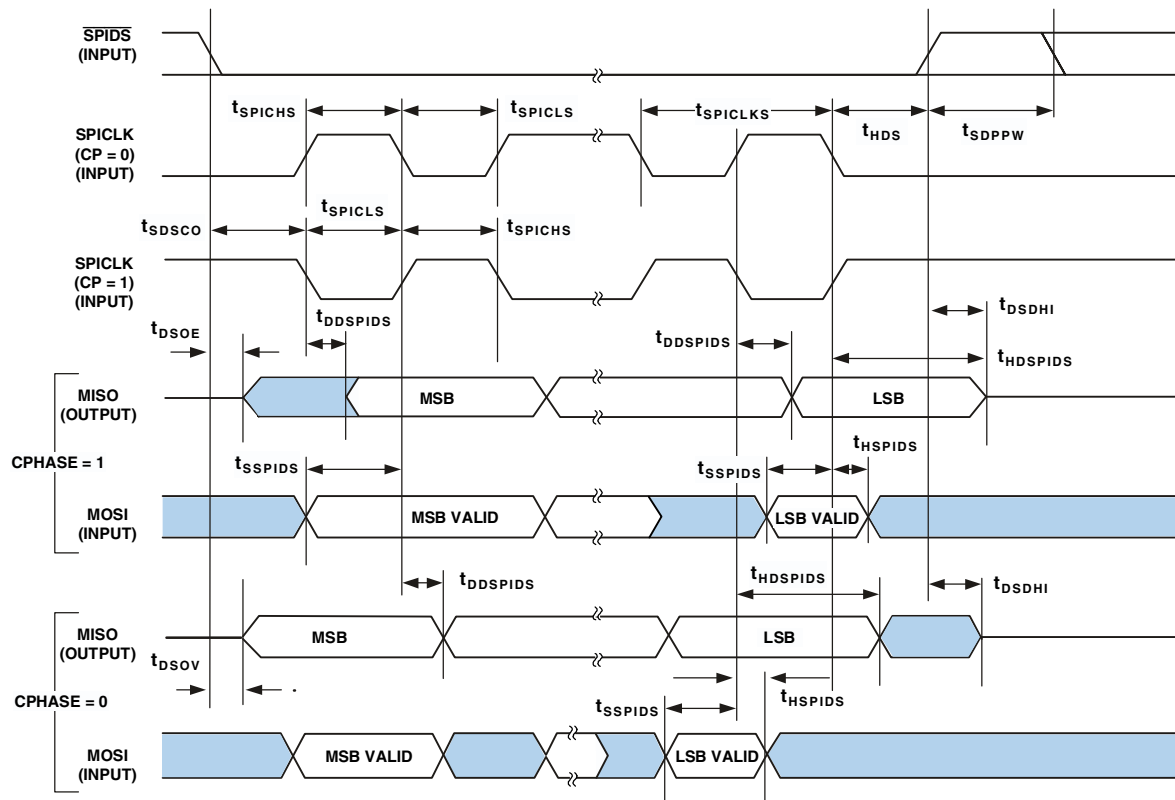 SPIDS
(INPUT)
tSPICHS
tSPICLS
tSPICLKS
tHDS
tSDPPW
SPICLK
(CP = 0)
(INPUT)
tSPICLS
tSDSCO
tSPICHS
SPICLK
(CP = 1)
(INPUT)
tDSOE
tDDSPIDS
tDDSPIDS
tDSDHI
tHDSPIDS
MISO
(OUTPUT)
MSB
LSB
CPHASE = 1
tSSPIDS
tSSPIDS
tHSPIDS
MOSI
(INPUT)
MSB VALID
LSB VALID
tDDSPIDS
tHDSPIDS
tDSDHI
MISO
(OUTPUT)
MSB
LSB
tDSOV
CPHASE = 0
tSSPIDS
tHSPIDS
MOSI
(INPUT)
MSB VALID
LSB VALID